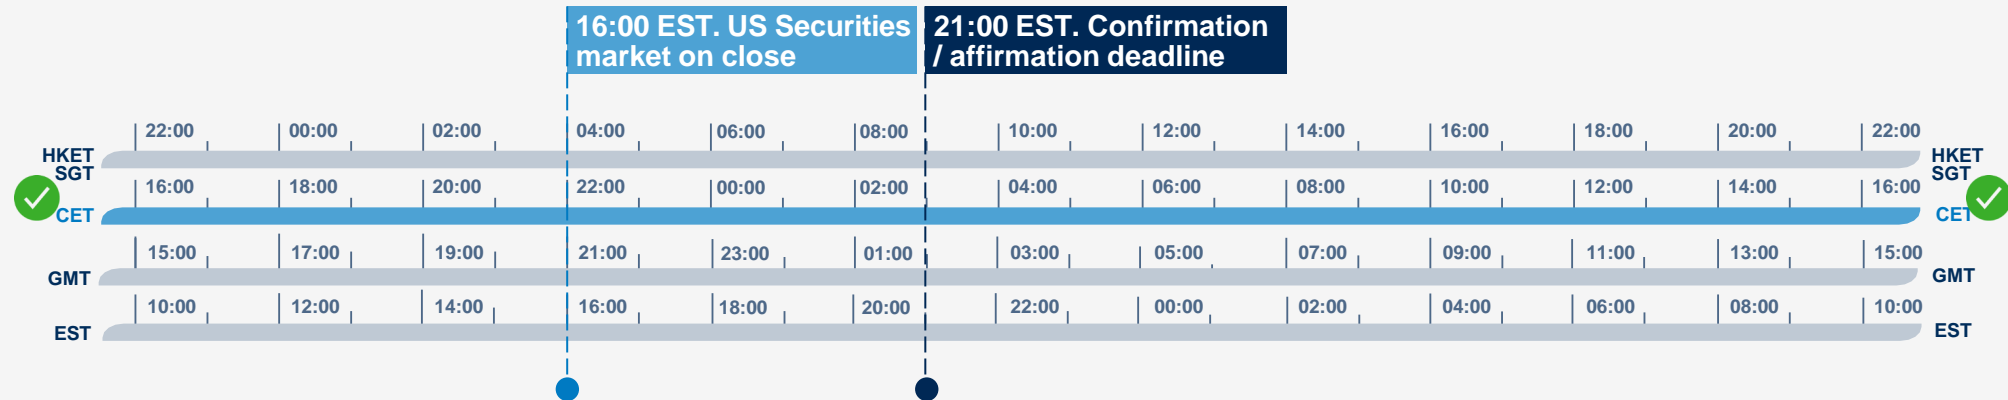 16:00 EST. US Securities
market on close
21:00 EST. Confirmation
/ affirmation deadline
22:00 00:00 02:00 04:00 06:00 08:00 10:00 12:00 14:00 16:00 18:00 20:00 22:00
HKET
SGT
HKET
SGT
16:00 18:00 20:00 22:00 00:00 02:00 04:00 06:00 08:00 10:00 12:00 14:00 16:00
CET
CET
15:00 17:00 19:00 21:00 23:00 01:00 03:00 05:00 07:00 09:00 11:00 13:00 15:00
GMT
GMT
10:00 12:00 14:00 16:00 18:00 20:00 22:00 00:00 02:00 04:00 06:00 08:00 10:00
EST
EST